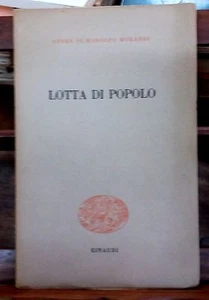 OPERE DI RODOLFO MORANDI
LOTTA DI POPOLO
EINAUDI